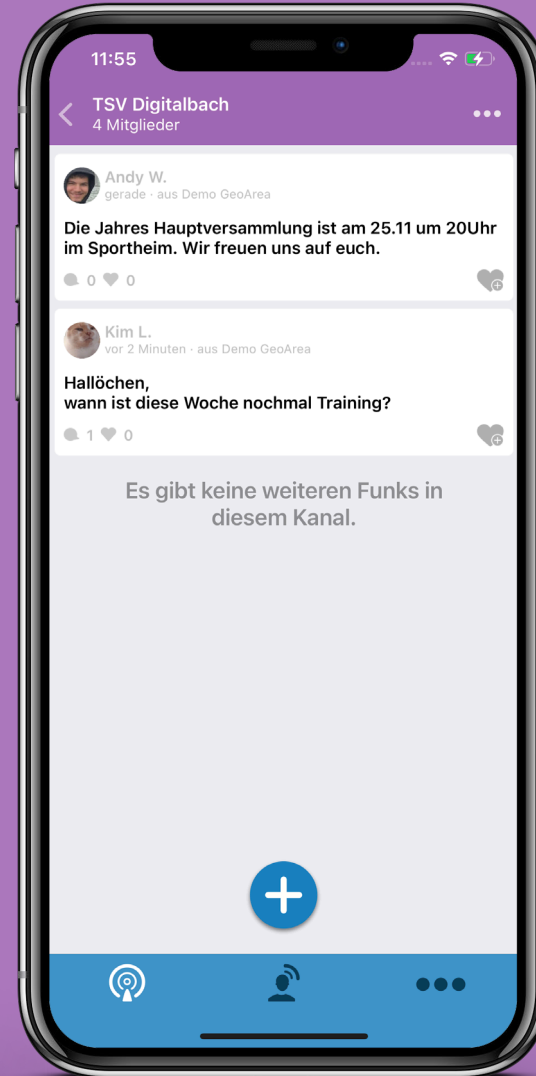 11:55
TSV Digitalbach
4 Mitglieder
Andy W.
gerade · aus Demo GeoArea
Die Jahres Hauptversammlung ist am 25.11 um 20Uhr
im Sportheim. Wir freuen uns auf euch.
0 0
Kim L.
vor 2 Minuten · aus Demo GeoArea
Hallöchen,
wann ist diese Woche nochmal Training?
1 0
Es gibt keine weiteren Funks in
diesem Kanal.